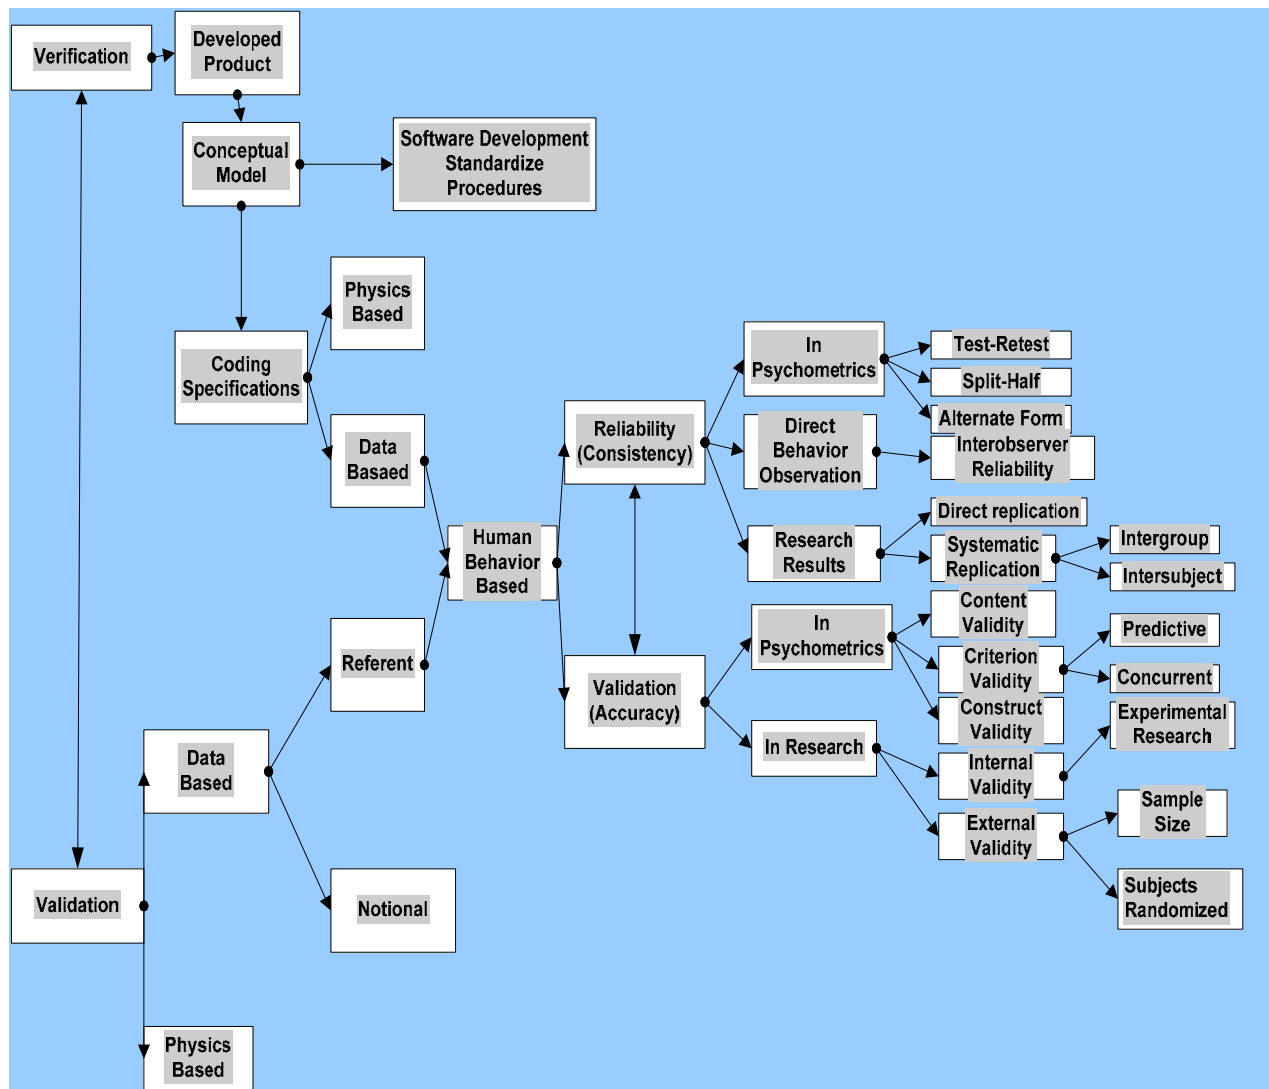 Verification
Developed
Product
Conceptual
Model
Software Development
Standardize
Procedures
Physics
Based
Coding
Specifications
Data
Basaed
Human
Behavior
Based
Reliability
(Consistency)
In
Psychometrics
Test-Retest
Split-Half
Alternate Form
Direct
Behavior
Observation
Interobserver
Reliability
Research
Results
Direct replication
Systematic
Replication
Intergroup
Intersubject
Validation
(Accuracy)
In
Psychometrics
Content
Validity
Criterion
Validity
Predictive
Concurrent
Construct
Validity
In Research
Internal
Validity
Experimental
Research
External
Validity
Sample
Size
Subjects
Randomized
Referent
Data
Based
Notional
Validation
Physics
Based